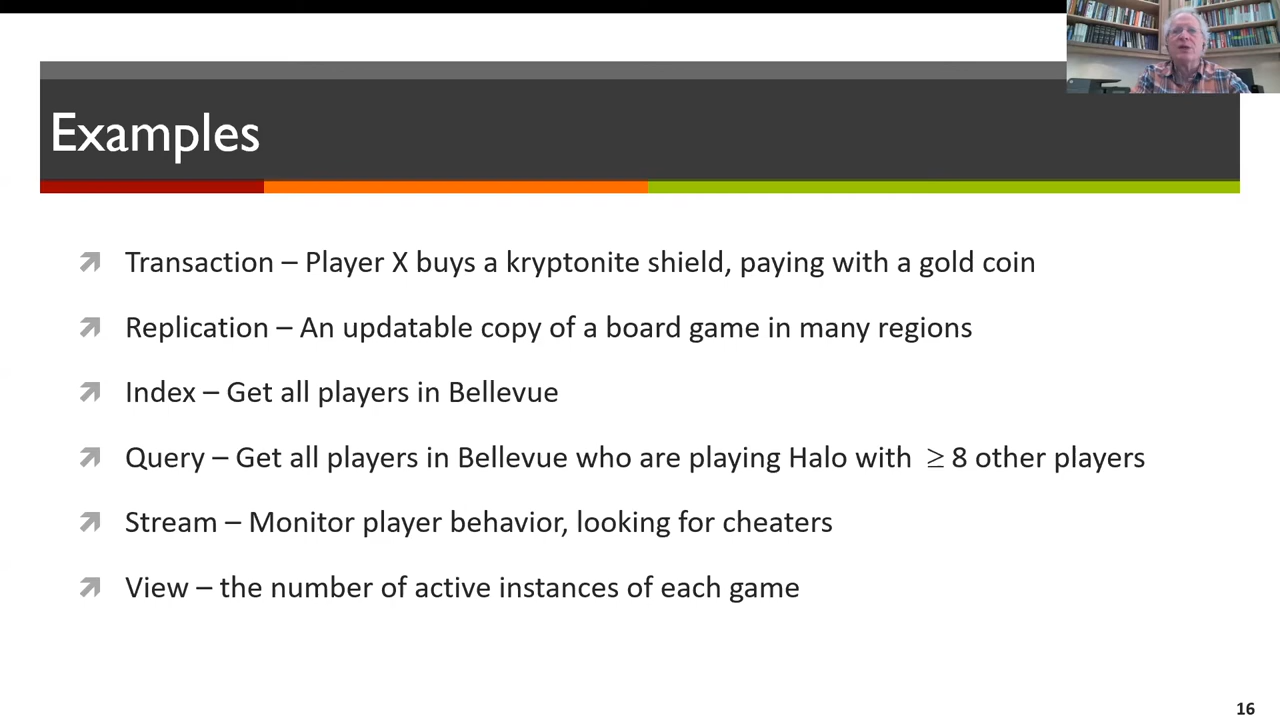 Examples
Transaction – Player X buys a kryptonite shield, paying with a gold coin
Replication – An updatable copy of a board game in many regions
Index – Get all players in Bellevue
Query – Get all players in Bellevue who are playing Halo with ≥ 8 other players
Stream – Monitor player behavior, looking for cheaters
View – the number of active instances of each game
16